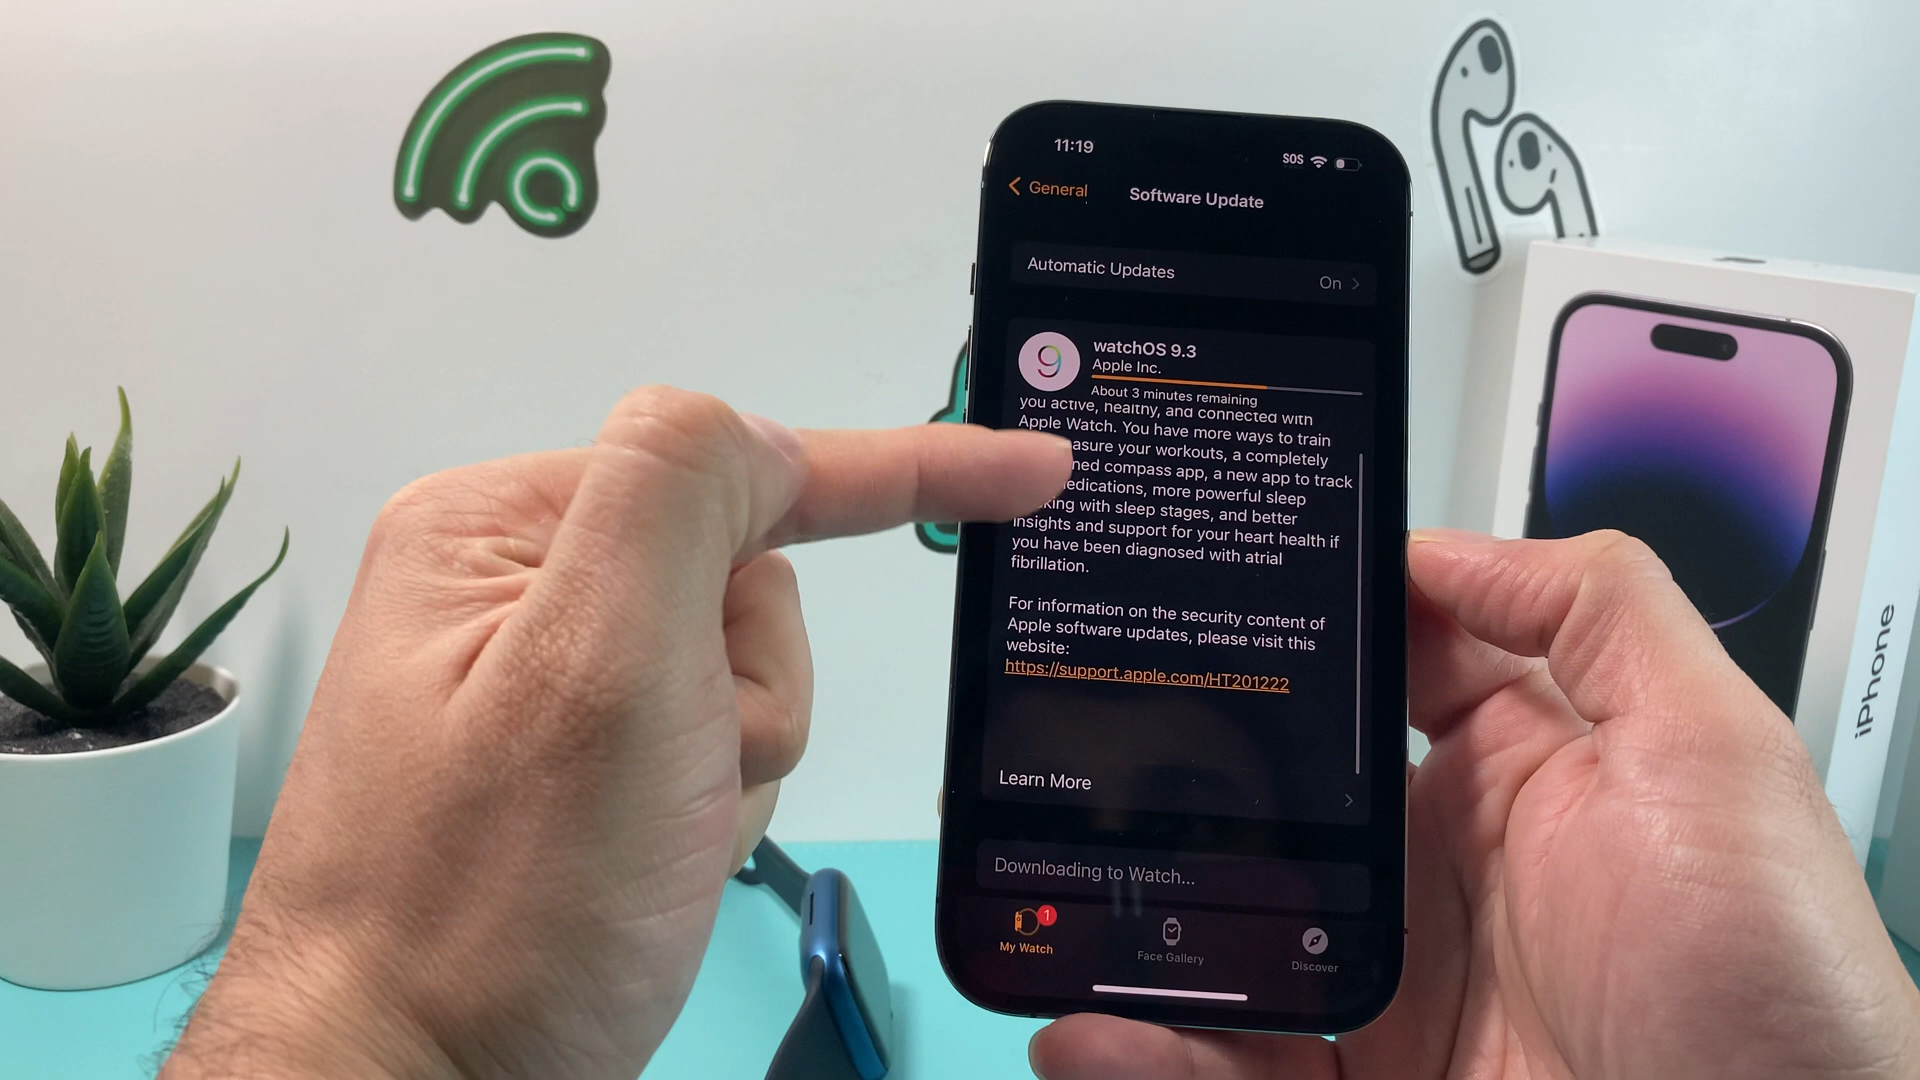 11:19
SOS
General
Software Update
Automatic Updates
On
9
watchOS 9.3
Apple Inc.
About 3 minutes remaining
you active, healthy, and connected with
Apple Watch. You have more ways to train
asure your workouts, a completely
ned compass app, a new app to track
edications, more powerful sleep
king with sleep stages, and better
insights and support for your heart health if
you have been diagnosed with atrial
fibrillation.
For information on the security content of
Apple software updates, please visit this
website:
https://support.apple.com/HT201222
Learn More
Downloading to Watch...
1
My Watch
Face Gallery
Discover
iPhone